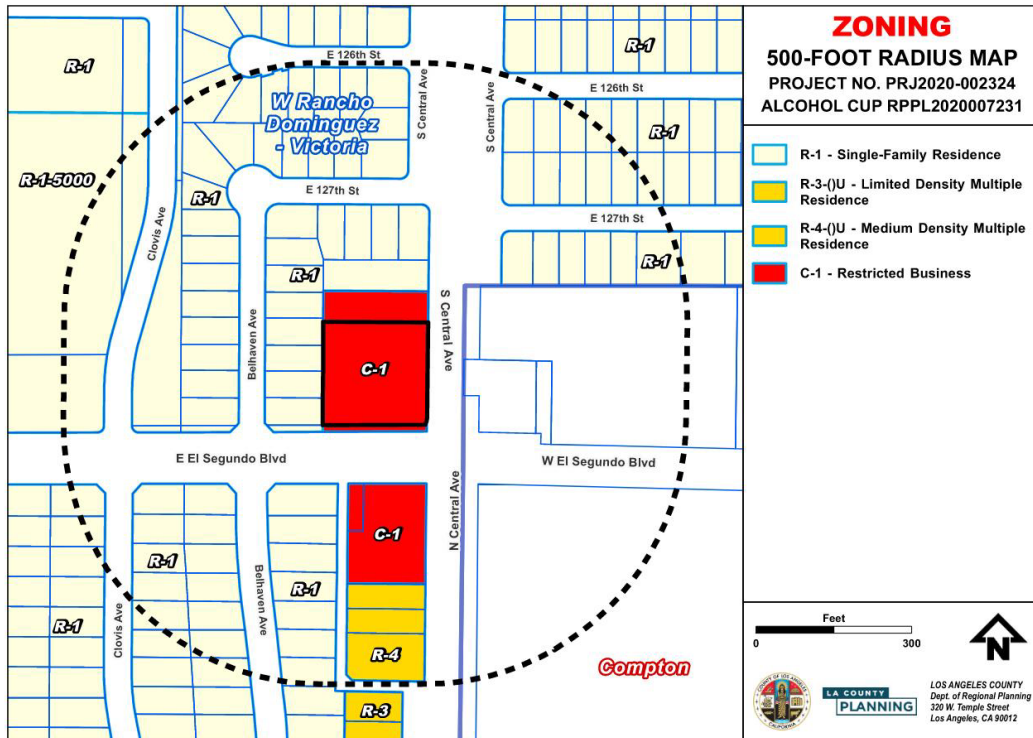 E 126th St
R-1
R-1
S Central Ave
S Central Ave
E 126th St
W Rancho
Dominguez
- Victoria
R-1
R-1-5000
R-1
E 127th St
E 127th St
Clovis Ave
R-1
R-1
S Central Ave
Belhaven Ave
C-1
E El Segundo Blvd
W El Segundo Blvd
N Central Ave
C-1
R-1
R-1
Belhaven Ave
R-1
Clovis Ave
R-4
Compton
R-3
ZONING
500-FOOT RADIUS MAP
PROJECT NO. PRJ2020-002324
ALCOHOL CUP RPPL2020007231
R-1 - Single-Family Residence
R-3-()U - Limited Density Multiple
Residence
R-4-()U - Medium Density Multiple
Residence
C-1 - Restricted Business
Feet
0
300
N
LA COUNTY
PLANNING
LOS ANGELES COUNTY
Dept. of Regional Planning
320 W. Temple Street
Los Angeles, CA 90012